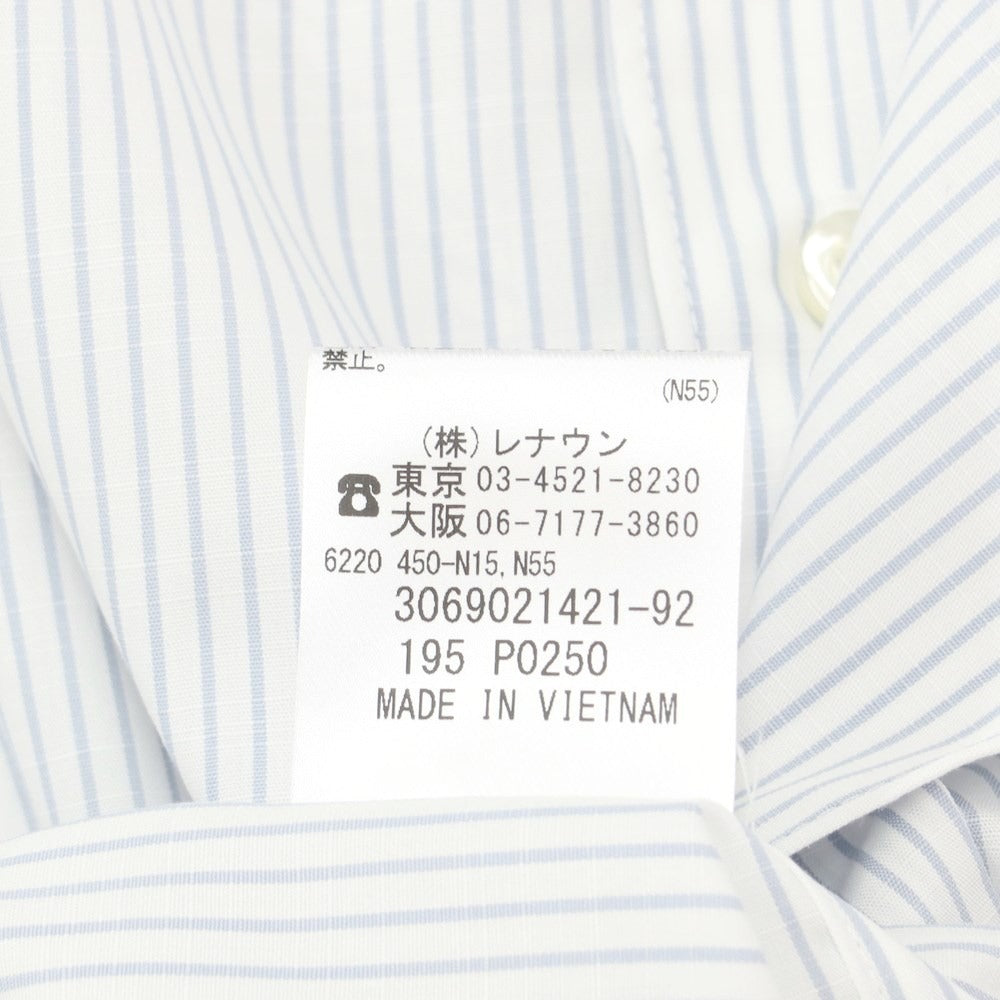 禁止。
(N55)
(株)レナウン
東京 03-4521-8230
大阪 06-7177-3860
6220 450-N15, N55
3069021421-92
195 P0250
MADE IN VIETNAM